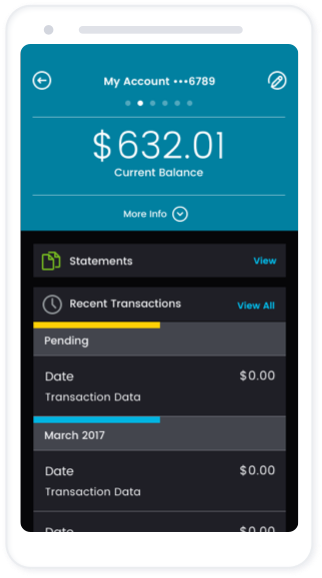 My Account •••6789
$632.01
Current Balance
More Info
Statements View
Recent Transactions View All
Pending
Date $0.00
Transaction Data
March 2017
Date $0.00
Transaction Data
Date $0.00